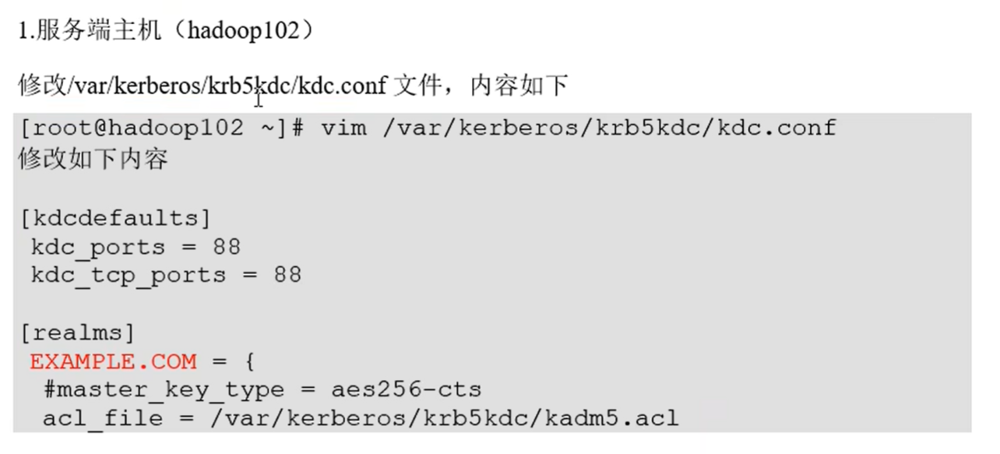 1.服务端主机（hadoop102）
修改/var/kerberos/krb5kdc/kdc.conf 文件，内容如下
[root@hadoop102 ~]# vim /var/kerberos/krb5kdc/kdc.conf
修改如下内容
[kdcdefaults]
kdc_ports = 88
kdc_tcp_ports = 88
[realms]
EXAMPLE.COM = {
#master_key_type = aes256-cts
acl_file = /var/kerberos/krb5kdc/kadm5.acl